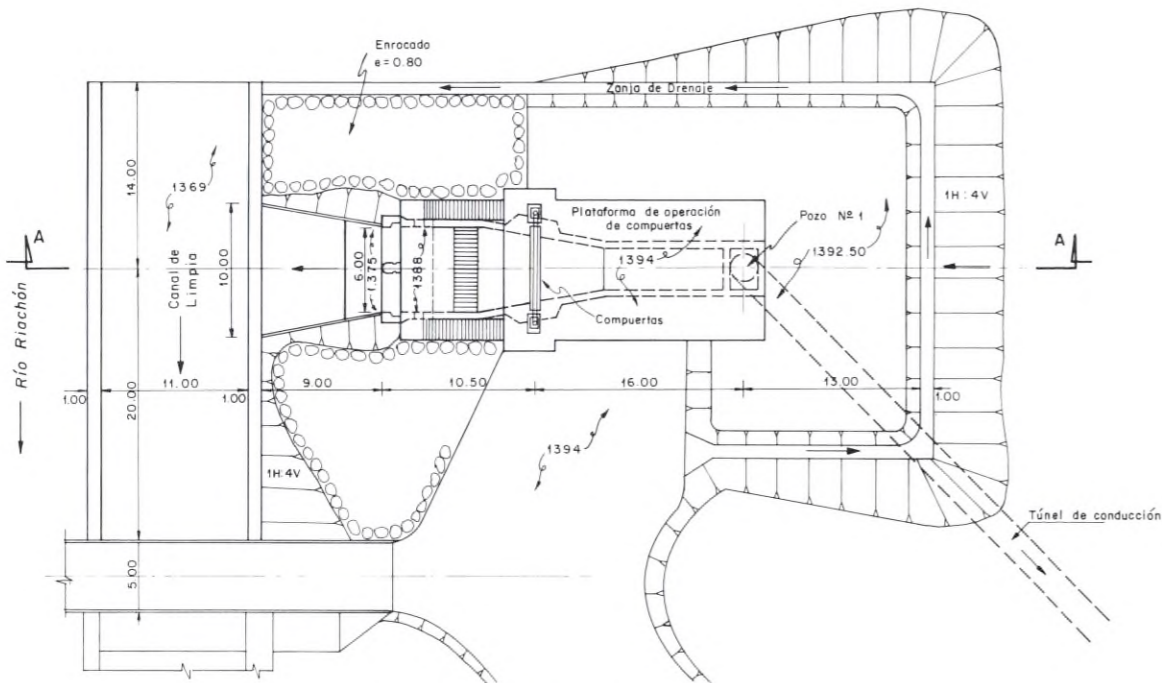 Enrocado
e = 0.80
Zanja de Drenaje
14.00
1369
1H:4V
Plataforma de operación
de compuertas
Pozo Nº 1
A
A
10.00
6.00
1.375
1388
1394
1392.50
Canal de
Limpia
Compuertas
Río Riachón
1.00
11.00
1.00
9.00
10.50
16.00
13.00
1.00
20.00
1394
1H:4V
Túnel de conducción
5.00